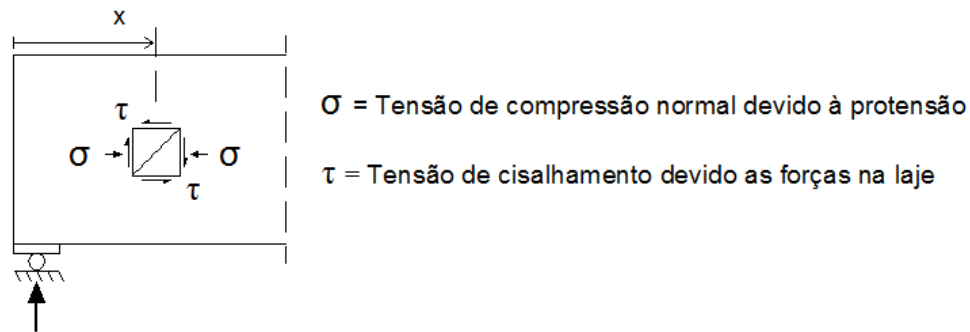 x
σ = Tensão de compressão normal devido à protensão
τ
σ σ
τ = Tensão de cisalhamento devido as forças na laje
τ